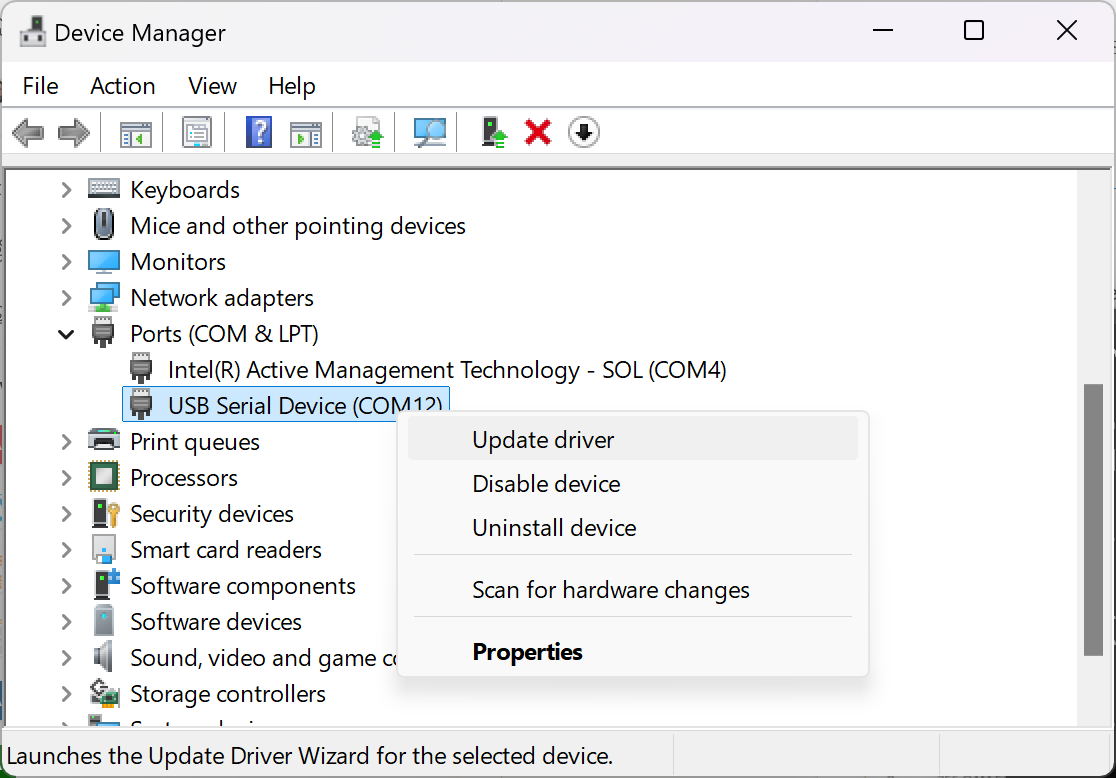 Device Manager
File Action View Help
Keyboards
Mice and other pointing devices
Monitors
Network adapters
Ports (COM & LPT)
Intel(R) Active Management Technology - SOL (COM4)
USB Serial Device (COM12)
Update driver
Print queues
Disable device
Processors
Uninstall device
Security devices
Smart card readers
Scan for hardware changes
Software components
Software devices
Properties
Sound, video and game
Storage controllers
Launches the Update Driver Wizard for the selected device.